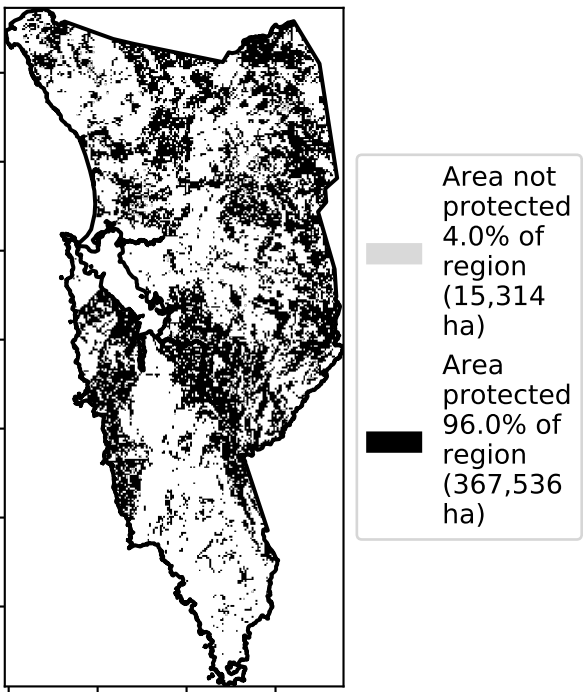 Area not
protected
4.0% of
region
(15,314
ha)
Area
protected
96.0% of
region
(367,536
ha)